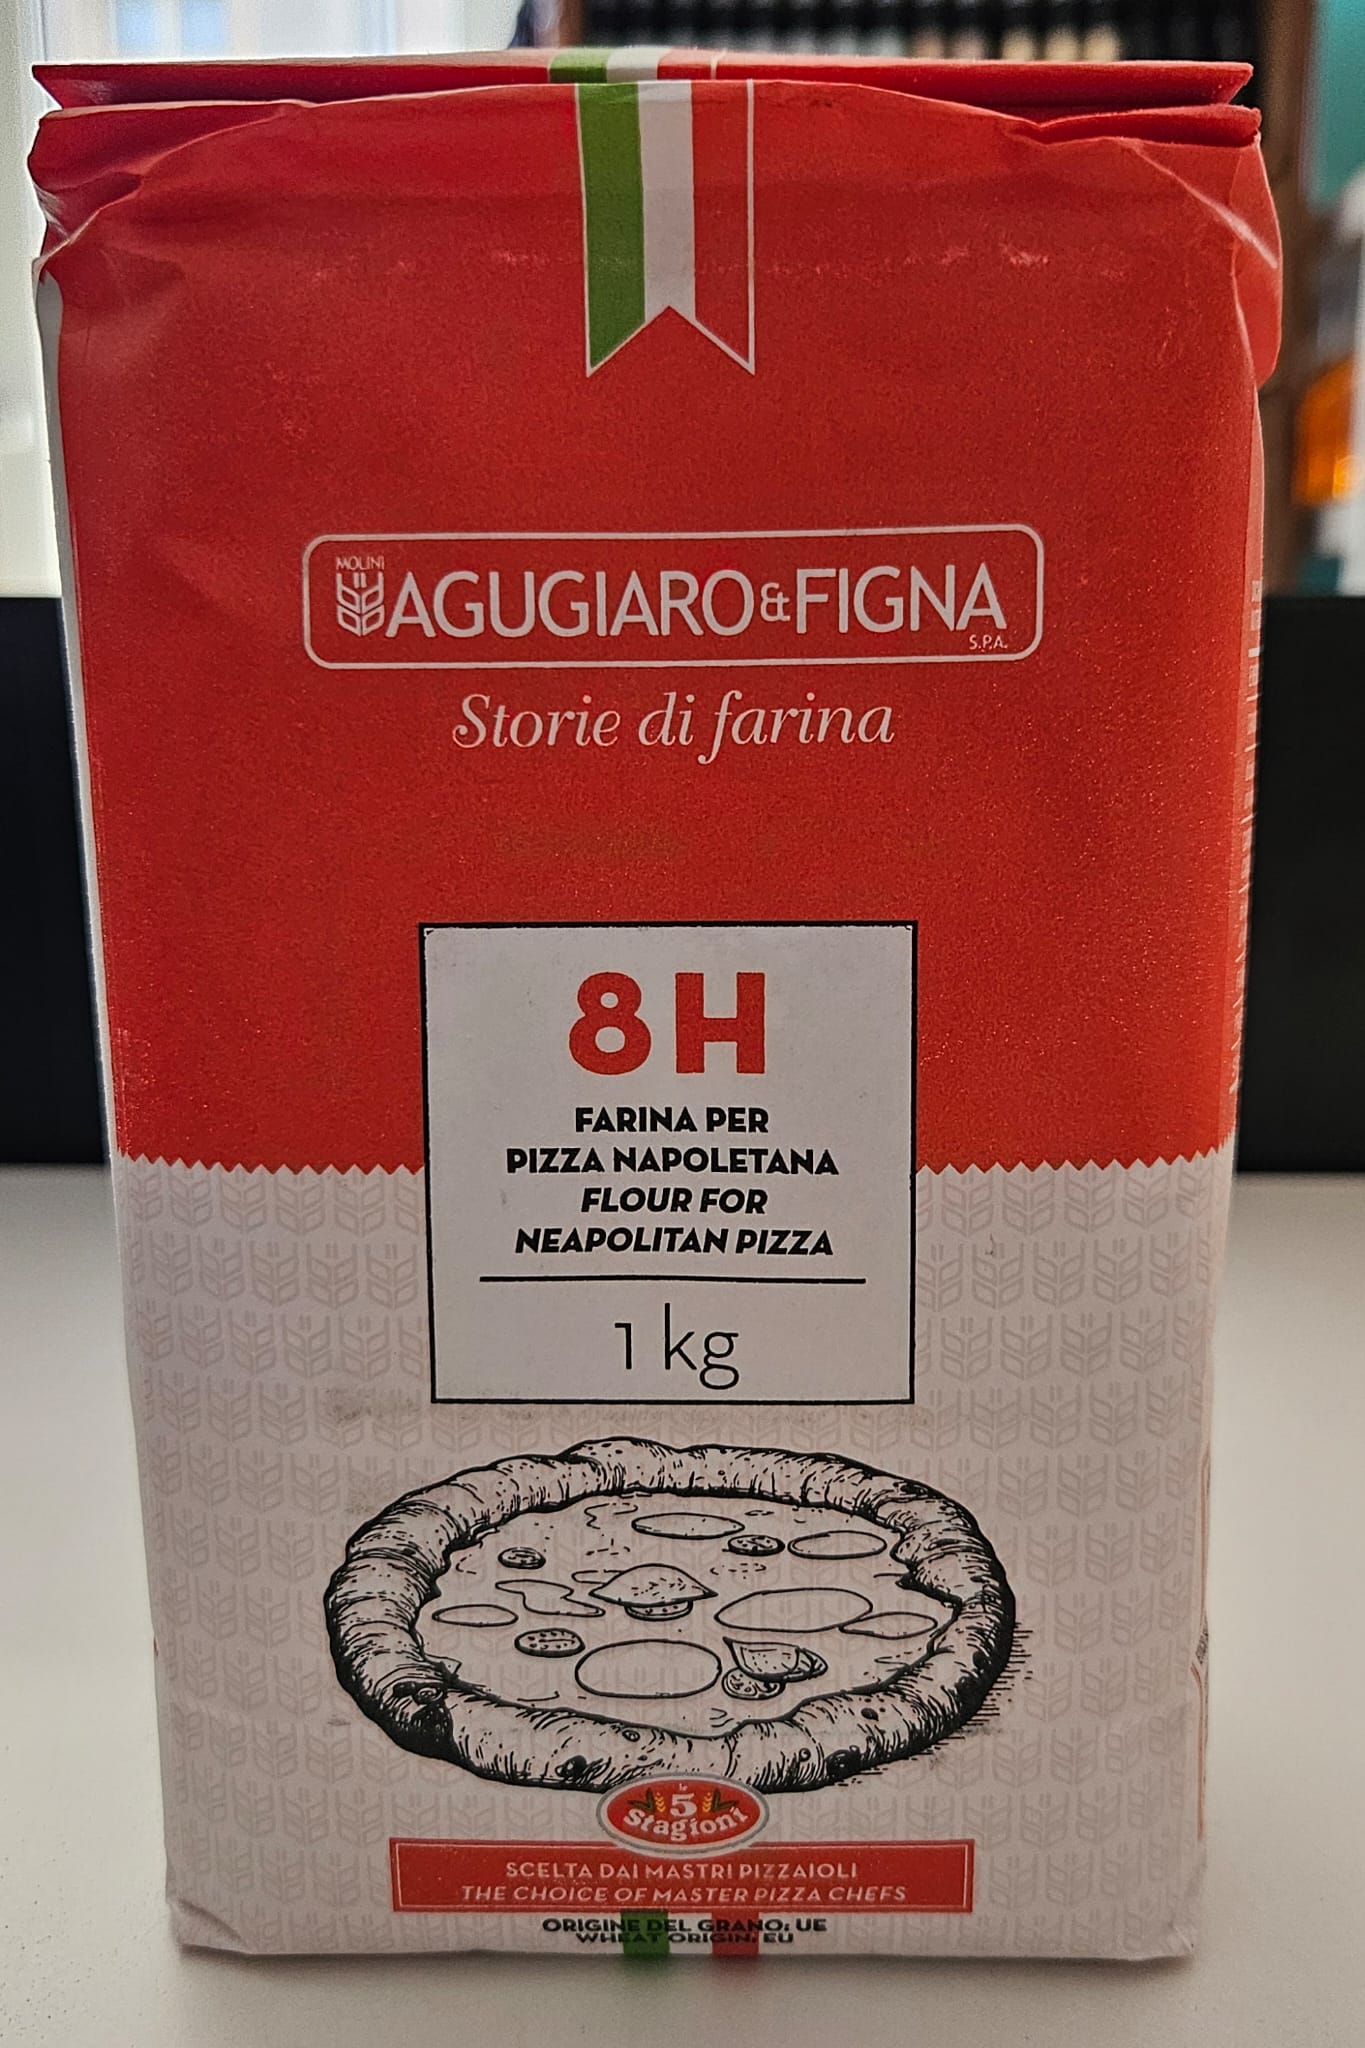 MOLINI
AGUGIARO & FIGNA
S.P.A.
Storie di farina
8H
FARINA PER
PIZZA NAPOLETANA
FLOUR FOR
NEAPOLITAN PIZZA
1 kg
le
5
Stagioni
SCELTA DAI MASTRI PIZZAIOLI
THE CHOICE OF MASTER PIZZA CHEFS
ORIGINE DEL GRANO: UE
WHEAT ORIGIN: EU